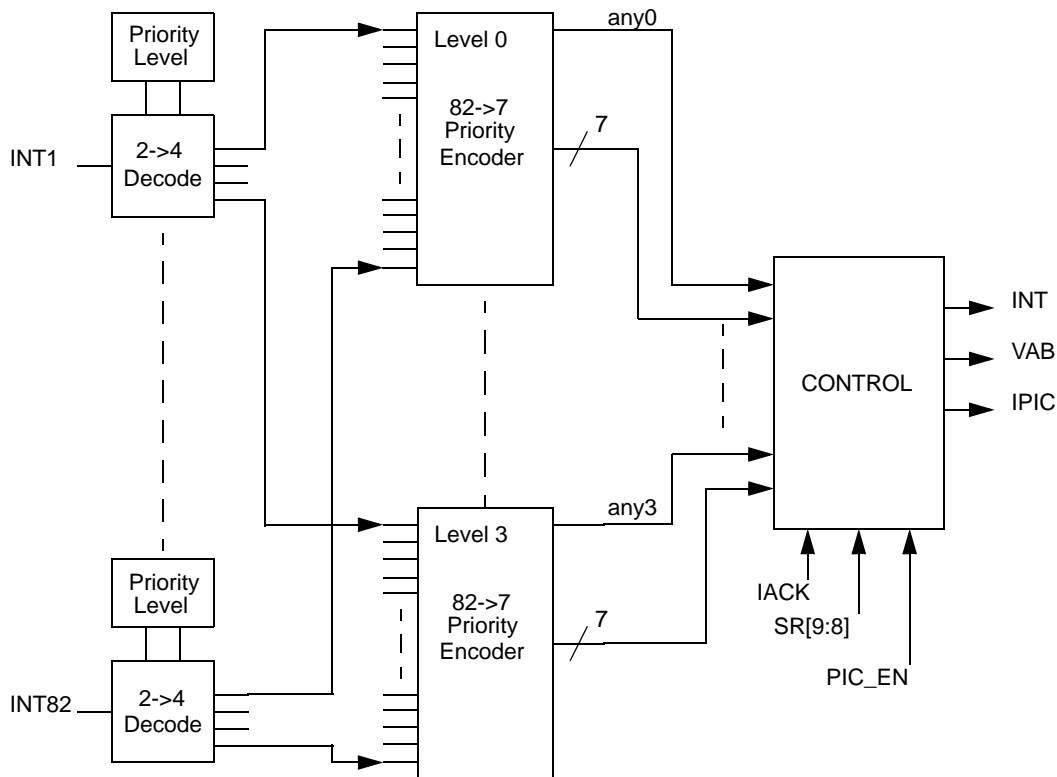 Priority
Level
2->4
Decode
INT1
Level 0
82->7
Priority
Encoder
any0
7
CONTROL
INT
VAB
IPIC
IACK
SR[9:8]
PIC_EN
Priority
Level
2->4
Decode
INT82
Level 3
82->7
Priority
Encoder
any3
7